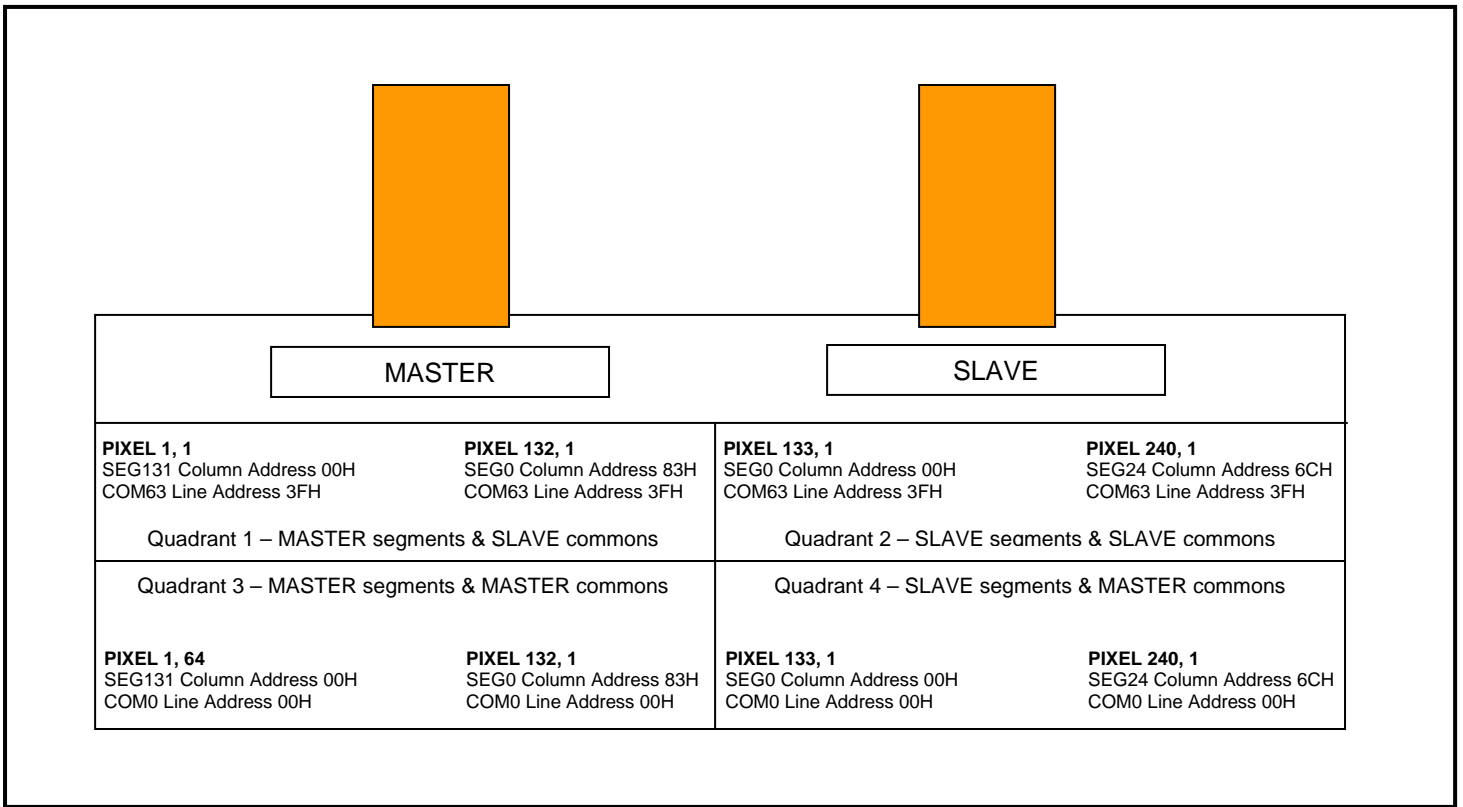 MASTER
SLAVE
PIXEL 1, 1
SEG131 Column Address 00H
COM63 Line Address 3FH
PIXEL 132, 1
SEG0 Column Address 83H
COM63 Line Address 3FH
PIXEL 133, 1
SEG0 Column Address 00H
COM63 Line Address 3FH
PIXEL 240, 1
SEG24 Column Address 6CH
COM63 Line Address 3FH
Quadrant 1 – MASTER segments & SLAVE commons
Quadrant 2 – SLAVE segments & SLAVE commons
Quadrant 3 – MASTER segments & MASTER commons
Quadrant 4 – SLAVE segments & MASTER commons
PIXEL 1, 64
SEG131 Column Address 00H
COM0 Line Address 00H
PIXEL 132, 1
SEG0 Column Address 83H
COM0 Line Address 00H
PIXEL 133, 1
SEG0 Column Address 00H
COM0 Line Address 00H
PIXEL 240, 1
SEG24 Column Address 6CH
COM0 Line Address 00H